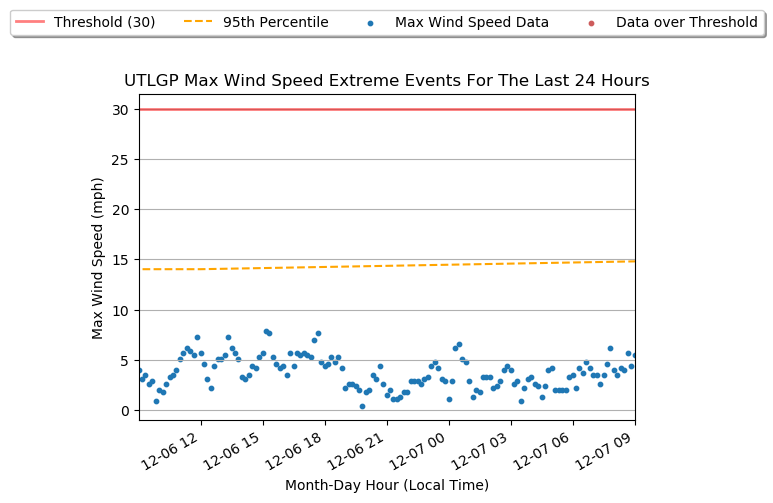 Threshold (30) 95th Percentile Max Wind Speed Data Data over Threshold
UTLGP Max Wind Speed Extreme Events For The Last 24 Hours
Max Wind Speed (mph)
30
25
20
15
10
5
0
12-06 12 12-06 15 12-06 18 12-06 21 12-07 00 12-07 03 12-07 06 12-07 09
Month-Day Hour (Local Time)